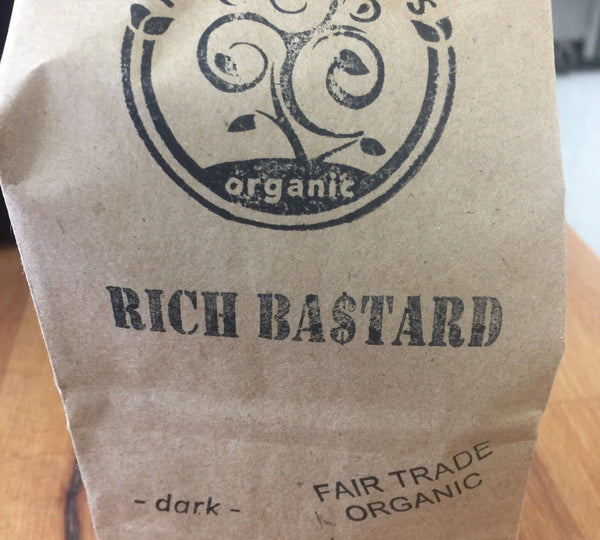 organic
RICH BA$TARD
- dark -
FAIR TRADE
ORGANIC